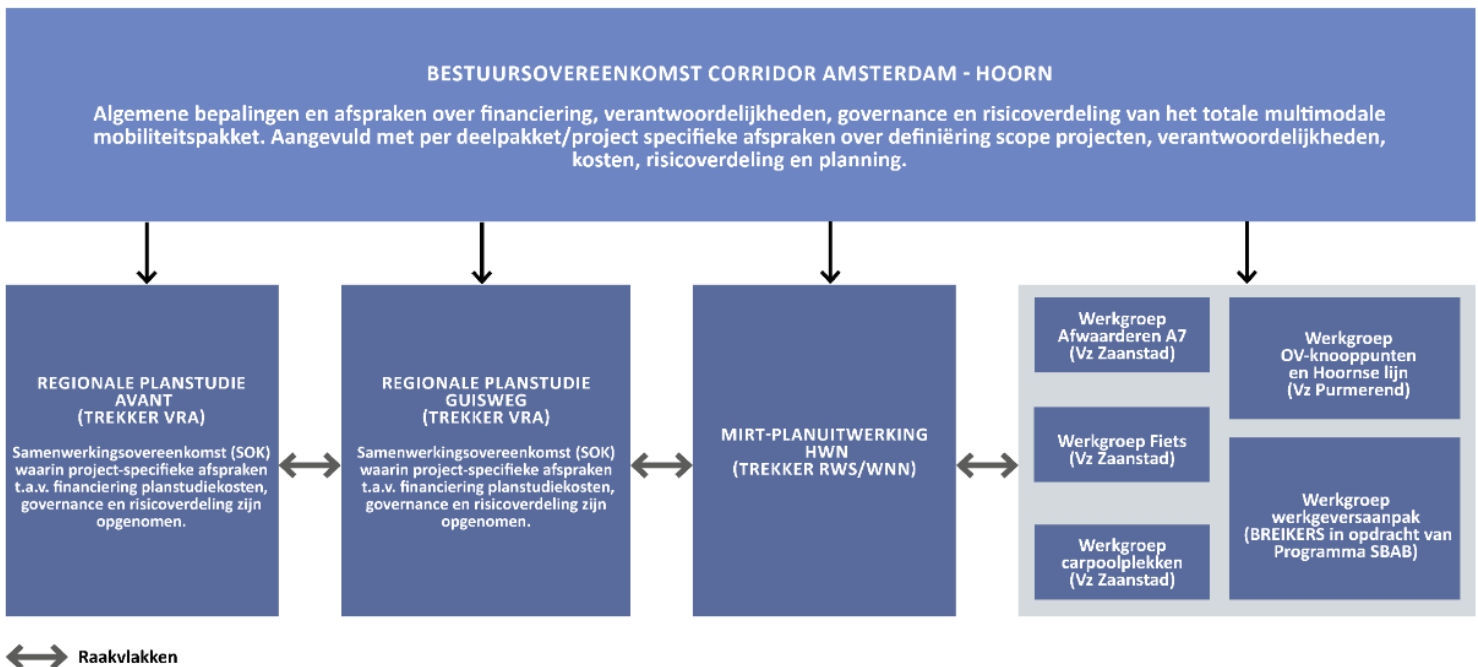 BESTUURSOVEREENKOMST CORRIDOR AMSTERDAM - HOORN
Algemene bepalingen en afspraken over financiering, verantwoordelijkheden, governance en risicoverdeling van het totale multimodale
mobiliteitspakket. Aangevuld met per deelpakket/project specifieke afspraken over definiëring scope projecten, verantwoordelijkheden,
kosten, risicoverdeling en planning.
REGIONALE PLANSTUDIE
AVANT
(TREKKER VRA)
Samenwerkingsovereenkomst (SOK)
waarin project-specifieke afspraken
t.a.v. financiering planstudiekosten,
governance en risicoverdeling zijn
opgenomen.
REGIONALE PLANSTUDIE
GUISWEG
(TREKKER VRA)
Samenwerkingsovereenkomst (SOK)
waarin project-specifieke afspraken
t.a.v. financiering planstudiekosten,
governance en risicoverdeling zijn
opgenomen.
MIRT-PLANUITWERKING
HWN
(TREKKER RWS/WNN)
Werkgroep
Afwaarderen A7
(Vz Zaanstad)
Werkgroep Fiets
(Vz Zaanstad)
Werkgroep
carpoolplekken
(Vz Zaanstad)
Werkgroep
OV-knooppunten
en Hoornse lijn
(Vz Purmerend)
Werkgroep
werkgeversaanpak
(BREIKERS in opdracht van
Programma SBAB)
Raakvlakken